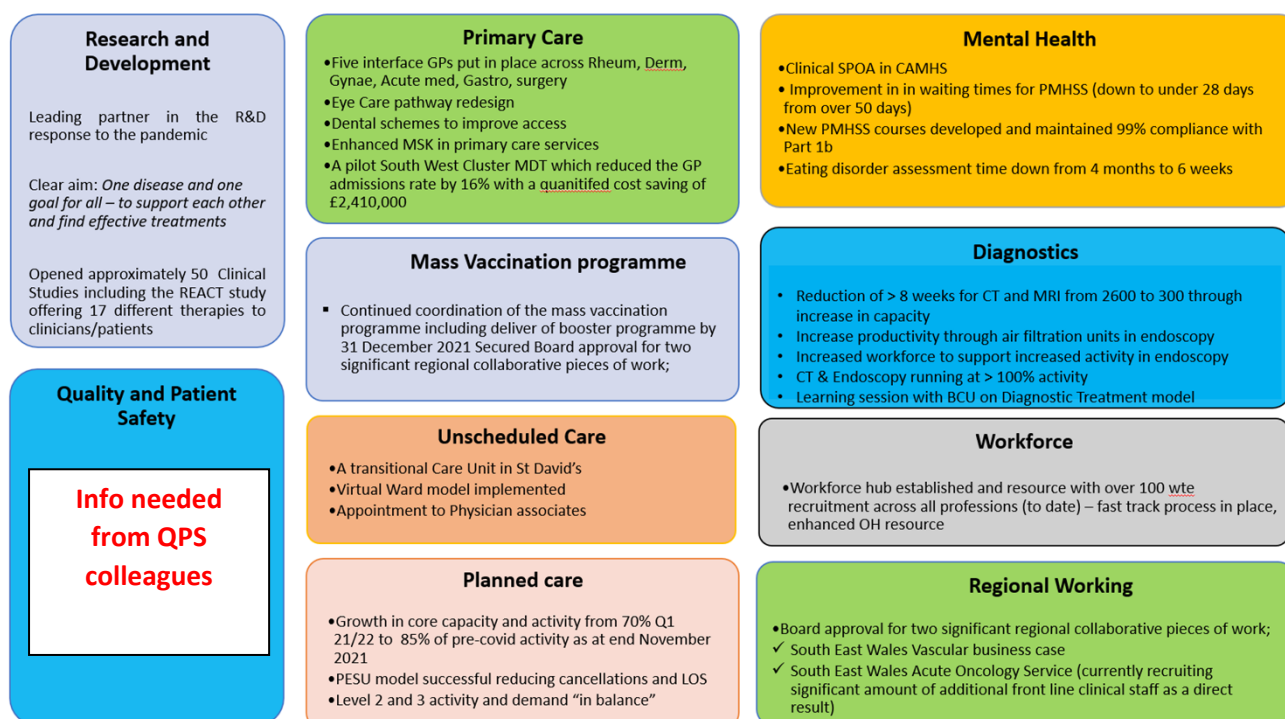 Research and
Development
Leading partner in the R&D
response to the pandemic
Clear aim: One disease and one
goal for all – to support each other
and find effective treatments
Opened approximately 50 Clinical
Studies including the REACT study
offering 17 different therapies to
clinicians/patients
Quality and Patient
Safety
Info needed
from QPS
colleagues
Primary Care
•Five interface GPs put in place across Rheum, Derm,
Gynae, Acute med, Gastro, surgery
•Eye Care pathway redesign
•Dental schemes to improve access
•Enhanced MSK in primary care services
•A pilot South West Cluster MDT which reduced the GP
admissions rate by 16% with a quanitifed cost saving of
£2,410,000
Mass Vaccination programme
▪ Continued coordination of the mass vaccination
programme including deliver of booster programme by
31 December 2021 Secured Board approval for two
significant regional collaborative pieces of work;
Unscheduled Care
•A transitional Care Unit in St David's
•Virtual Ward model implemented
•Appointment to Physician associates
Planned care
•Growth in core capacity and activity from 70% Q1
21/22 to 85% of pre-covid activity as at end November
2021
•PESU model successful reducing cancellations and LOS
•Level 2 and 3 activity and demand "in balance"
Mental Health
•Clinical SPOA in CAMHS
• Improvement in in waiting times for PMHSS (down to under 28 days
from over 50 days)
•New PMHSS courses developed and maintained 99% compliance with
Part 1b
•Eating disorder assessment time down from 4 months to 6 weeks
Diagnostics
• Reduction of > 8 weeks for CT and MRI from 2600 to 300 through
increase in capacity
• Increase productivity through air filtration units in endoscopy
• Increased workforce to support increased activity in endoscopy
• CT & Endoscopy running at > 100% activity
• Learning session with BCU on Diagnostic Treatment model
Workforce
•Workforce hub established and resource with over 100 wte
recruitment across all professions (to date) – fast track process in place,
enhanced OH resource
Regional Working
•Board approval for two significant regional collaborative pieces of work;
✓ South East Wales Vascular business case
✓ South East Wales Acute Oncology Service (currently recruiting
significant amount of additional front line clinical staff as a direct
result)